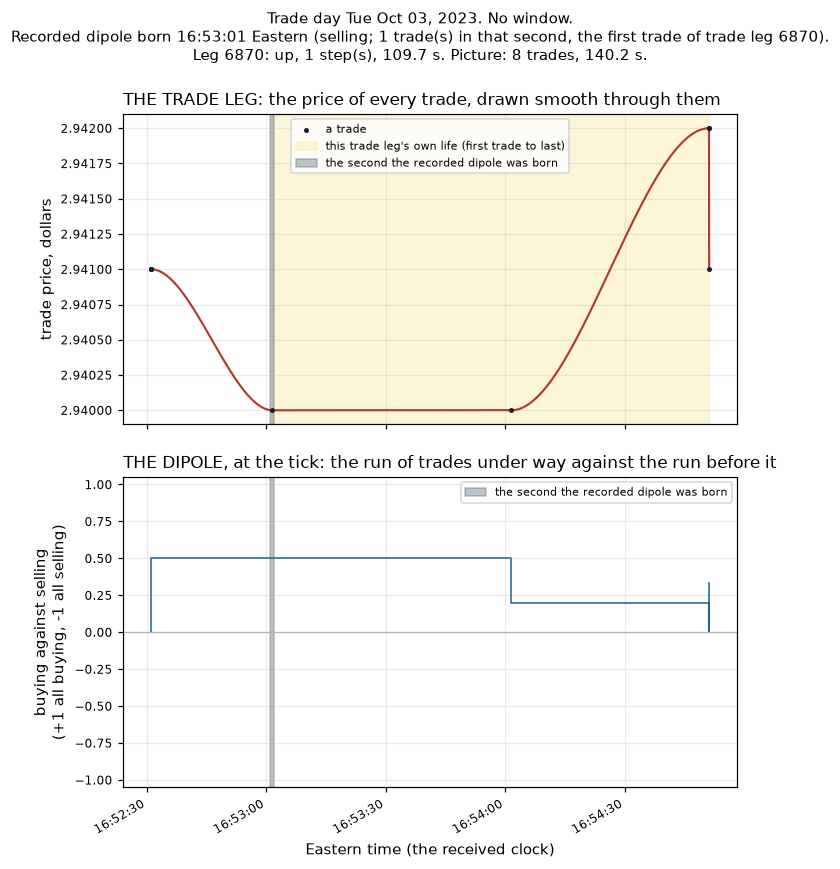 Trade day Tue Oct 03, 2023. No window.
Recorded dipole born 16:53:01 Eastern (selling; 1 trade(s) in that second, the first trade of trade leg 6870).
Leg 6870: up, 1 step(s), 109.7 s. Picture: 8 trades, 140.2 s.
THE TRADE LEG: the price of every trade, drawn smooth through them
a trade
this trade leg's own life (first trade to last)
the second the recorded dipole was born
2.94200
2.94175
2.94150
2.94125
2.94100
2.94075
2.94050
2.94025
2.94000
trade price, dollars
THE DIPOLE, at the tick: the run of trades under way against the run before it
the second the recorded dipole was born
1.00
0.75
0.50
0.25
0.00
−0.25
−0.50
−0.75
−1.00
buying against selling
(+1 all buying, -1 all selling)
16:52:30
16:53:00
16:53:30
16:54:00
16:54:30
Eastern time (the received clock)